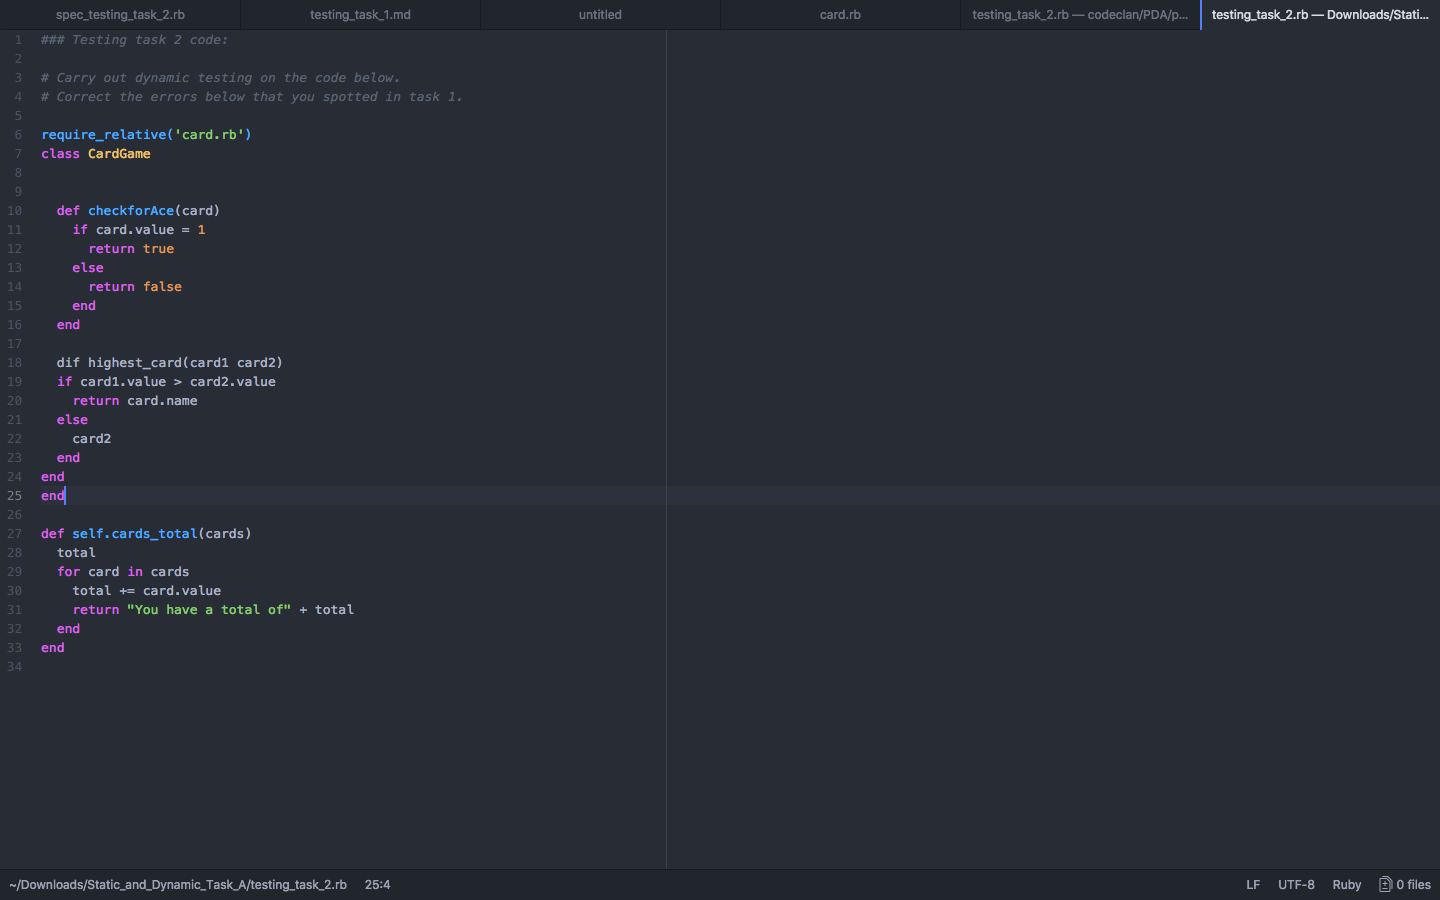 spec_testing_task_2.rb
testing_task_1.md
untitled
card.rb
testing_task_2.rb — codeclan/PDA/p...
testing_task_2.rb — Downloads/Stati...
1 ### Testing task 2 code:
2
3 # Carry out dynamic testing on the code below.
4 # Correct the errors below that you spotted in task 1.
5
6 require_relative('card.rb')
7 class CardGame
8
9
10 def checkforAce(card)
11 if card.value = 1
12 return true
13 else
14 return false
15 end
16 end
17
18 dif highest_card(card1 card2)
19 if card1.value > card2.value
20 return card.name
21 else
22 card2
23 end
24 end
25 end
26
27 def self.cards_total(cards)
28 total
29 for card in cards
30 total += card.value
31 return "You have a total of" + total
32 end
33 end
34
~/Downloads/Static_and_Dynamic_Task_A/testing_task_2.rb 25:4 LF UTF-8 Ruby 0 files